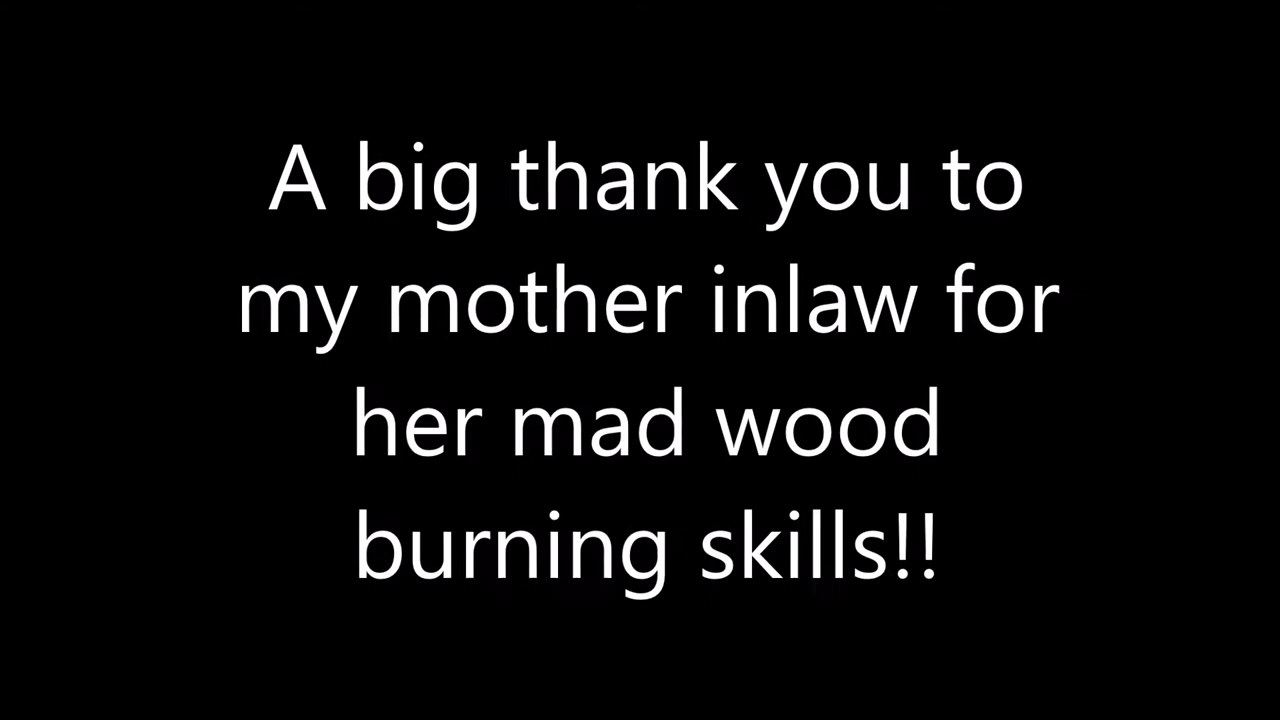 A big thank you to
my mother inlaw for
her mad wood
burning skills!!